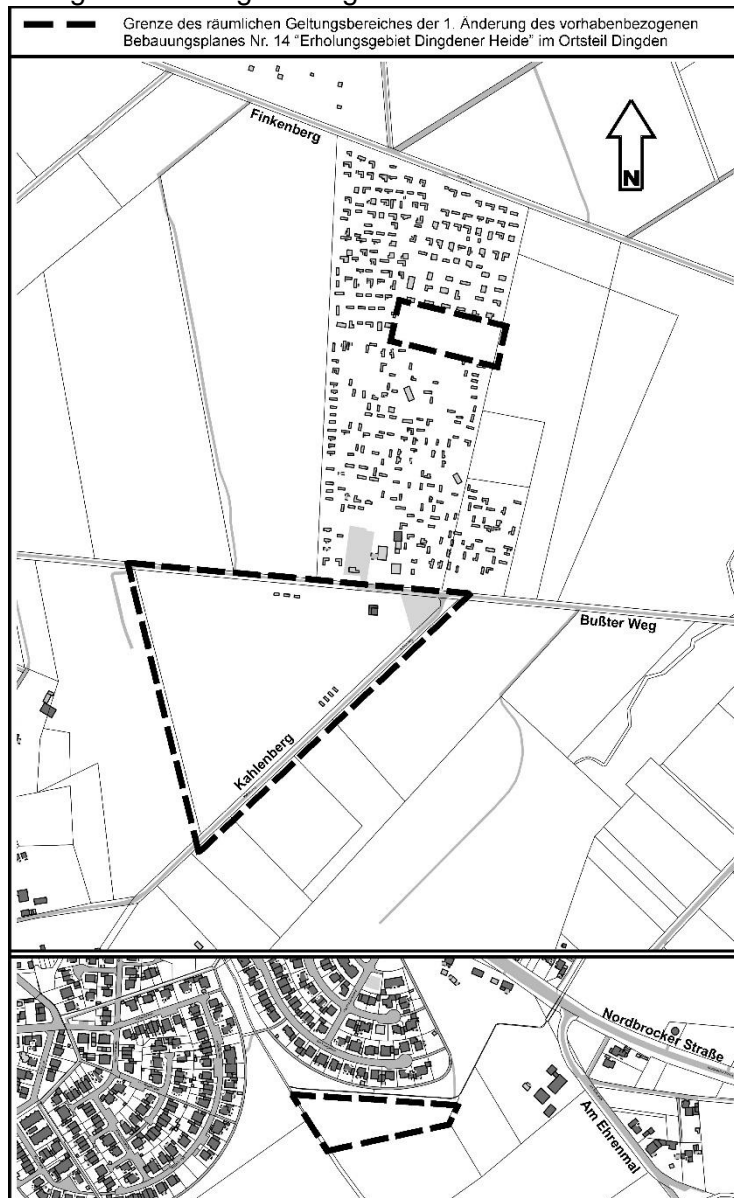 Grenze des räumlichen Geltungsbereiches der 1. Änderung des vorhabenbezogenen
Bebauungsplanes Nr. 14 "Erholungsgebiet Dingdener Heide" im Ortsteil Dingden
Finkenberg
N
Bußter Weg
Kahlenberg
Nordbrocker Straße
Am Ehrenmal